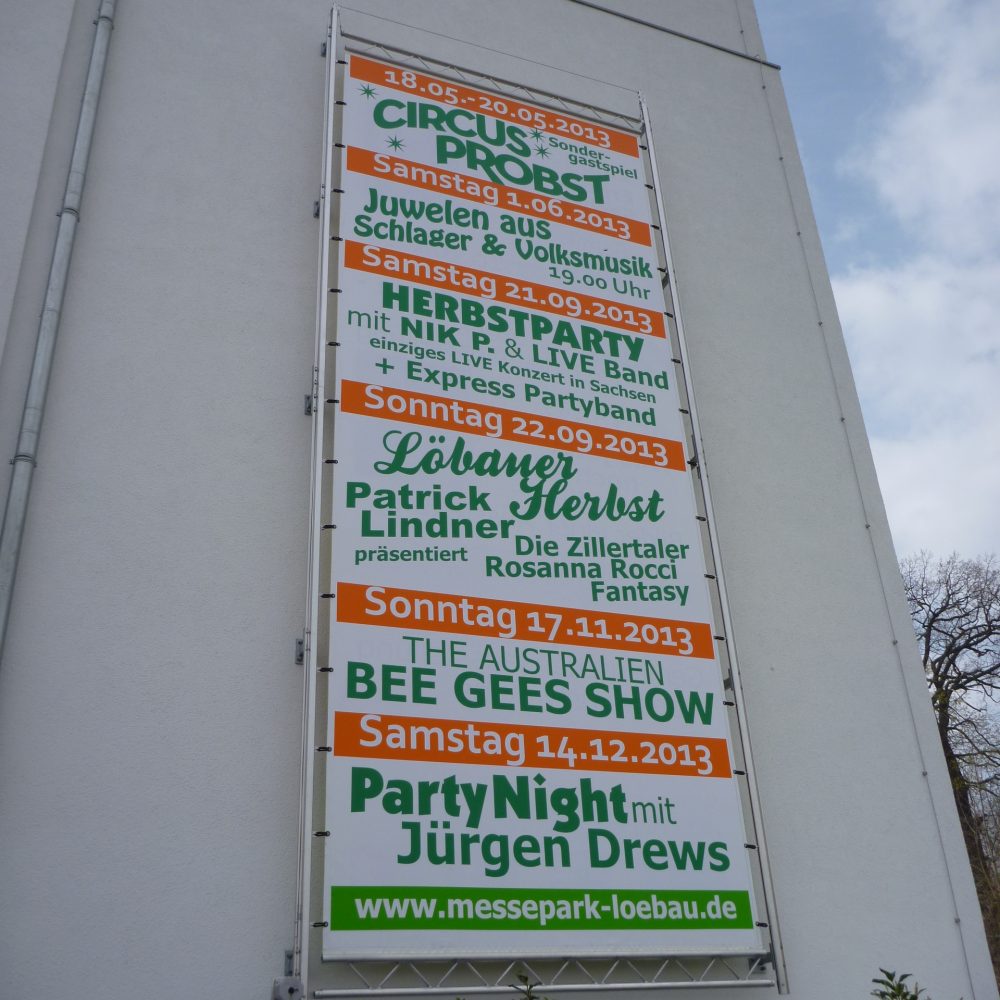 18.05.-20.05.2013
CIRCUS
PROBST
Sonder-
gastspiel
Samstag 1.06.2013
Juwelen aus
Schlager & Volksmusik
19.00 Uhr
Samstag 21.09.2013
HERBSTPARTY
mit NIK P. & LIVE Band
einziges LIVE Konzert in Sachsen
+ Express Partyband
Sonntag 22.09.2013
Löbauer
Herbst
Patrick
Lindner
präsentiert
Die Zillertaler
Rosanna Rocci
Fantasy
Sonntag 17.11.2013
THE AUSTRALIEN
BEE GEES SHOW
Samstag 14.12.2013
PartyNight mit
Jürgen Drews
www.messepark-loebau.de